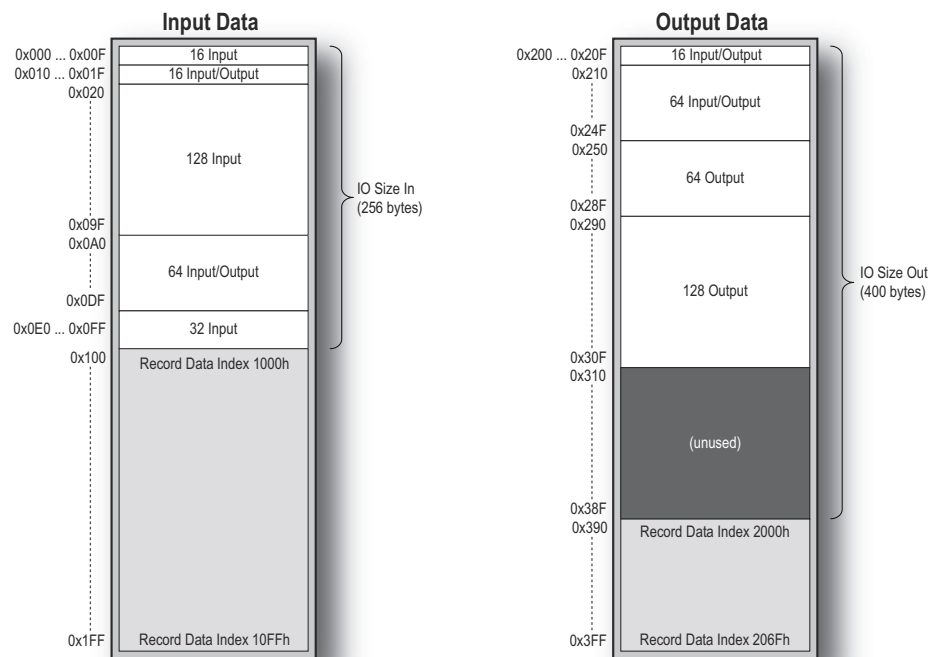 Input Data
0x000 ... 0x00F
16 Input
0x010 ... 0x01F
16 Input/Output
0x020
128 Input
0x09F
0x0A0
64 Input/Output
0x0DF
0x0E0 ... 0x0FF
32 Input
0x100
Record Data Index 1000h
0x1FF
Record Data Index 10FFh
IO Size In
(256 bytes)
Output Data
0x200 ... 0x20F
16 Input/Output
0x210
64 Input/Output
0x24F
0x250
64 Output
0x28F
0x290
128 Output
0x30F
0x310
(unused)
0x38F
0x390
Record Data Index 2000h
0x3FF
Record Data Index 206Fh
IO Size Out
(400 bytes)